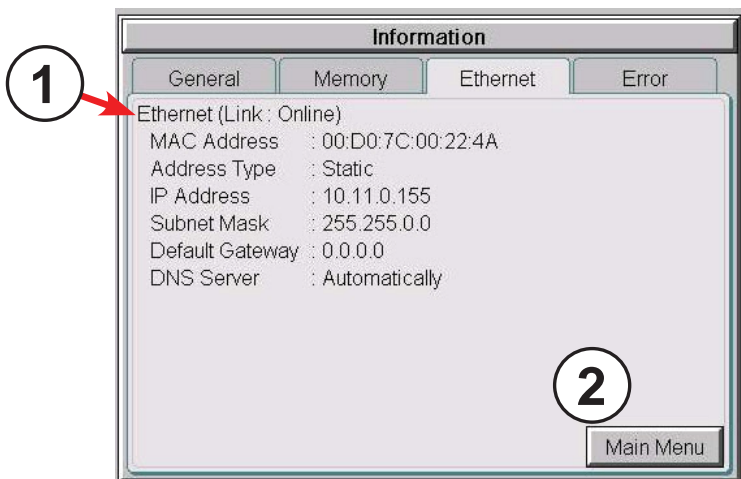 Information
General Memory Ethernet Error
1
Ethernet (Link : Online)
MAC Address : 00:D0:7C:00:22:4A
Address Type : Static
IP Address : 10.11.0.155
Subnet Mask : 255.255.0.0
Default Gateway : 0.0.0.0
DNS Server : Automatically
2
Main Menu